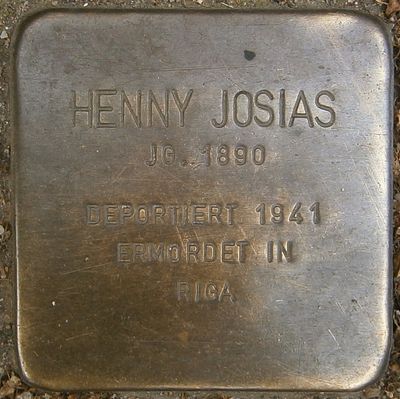 HENNY JOSIAS
JG. 1890
DEPORTIERT 1941
ERMORDET IN
RIGA